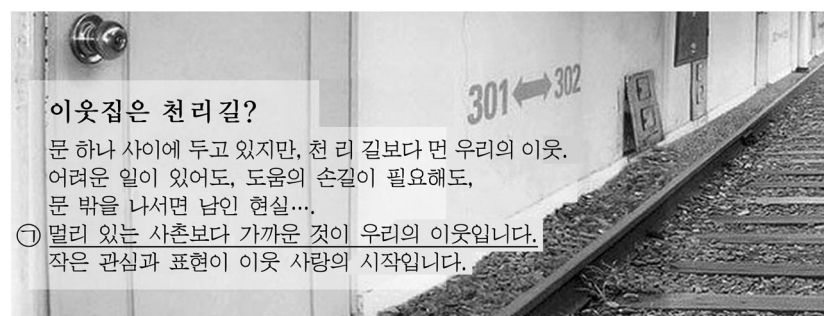 301↔302
이웃집은 천리길?
문 하나 사이에 두고 있지만, 천 리 길보다 먼 우리의 이웃.
어려운 일이 있어도, 도움의 손길이 필요해도,
문 밖을 나서면 남인 현실….
㉠ 멀리 있는 사촌보다 가까운 것이 우리의 이웃입니다.
작은 관심과 표현이 이웃 사랑의 시작입니다.